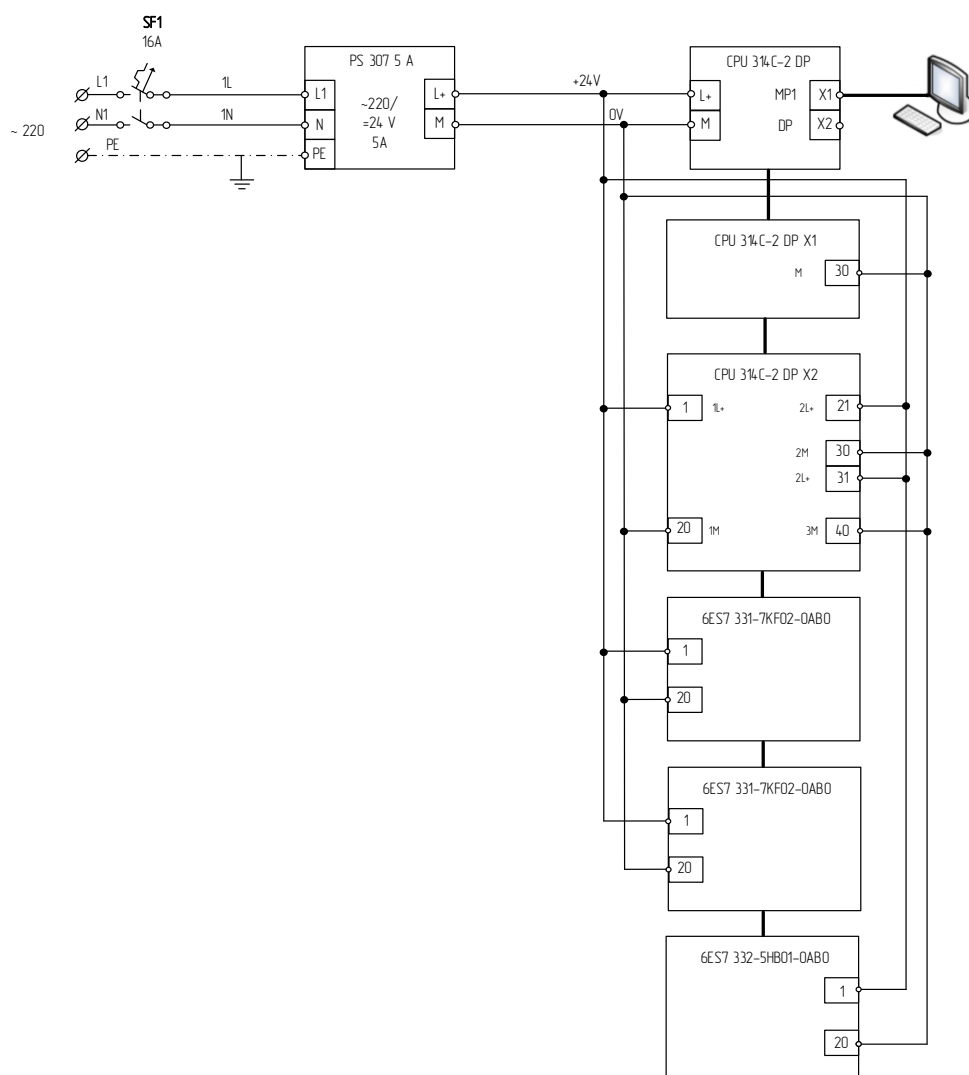 SF1
16A
L1
1L
N1
1N
~ 220
PE
PS 307 5 A
L1
~220/
L+
=24 V
N
M
5A
PE
+24V
0V
CPU 314C-2 DP
L+
MP1
X1
M
DP
X2
CPU 314C-2 DP X1
M
30
CPU 314C-2 DP X2
1
1L+
2L+
21
2M
30
2L+
31
20
1M
3M
40
6ES7 331-7KF02-0AB0
1
20
6ES7 331-7KF02-0AB0
1
20
6ES7 332-5HB01-0AB0
1
20